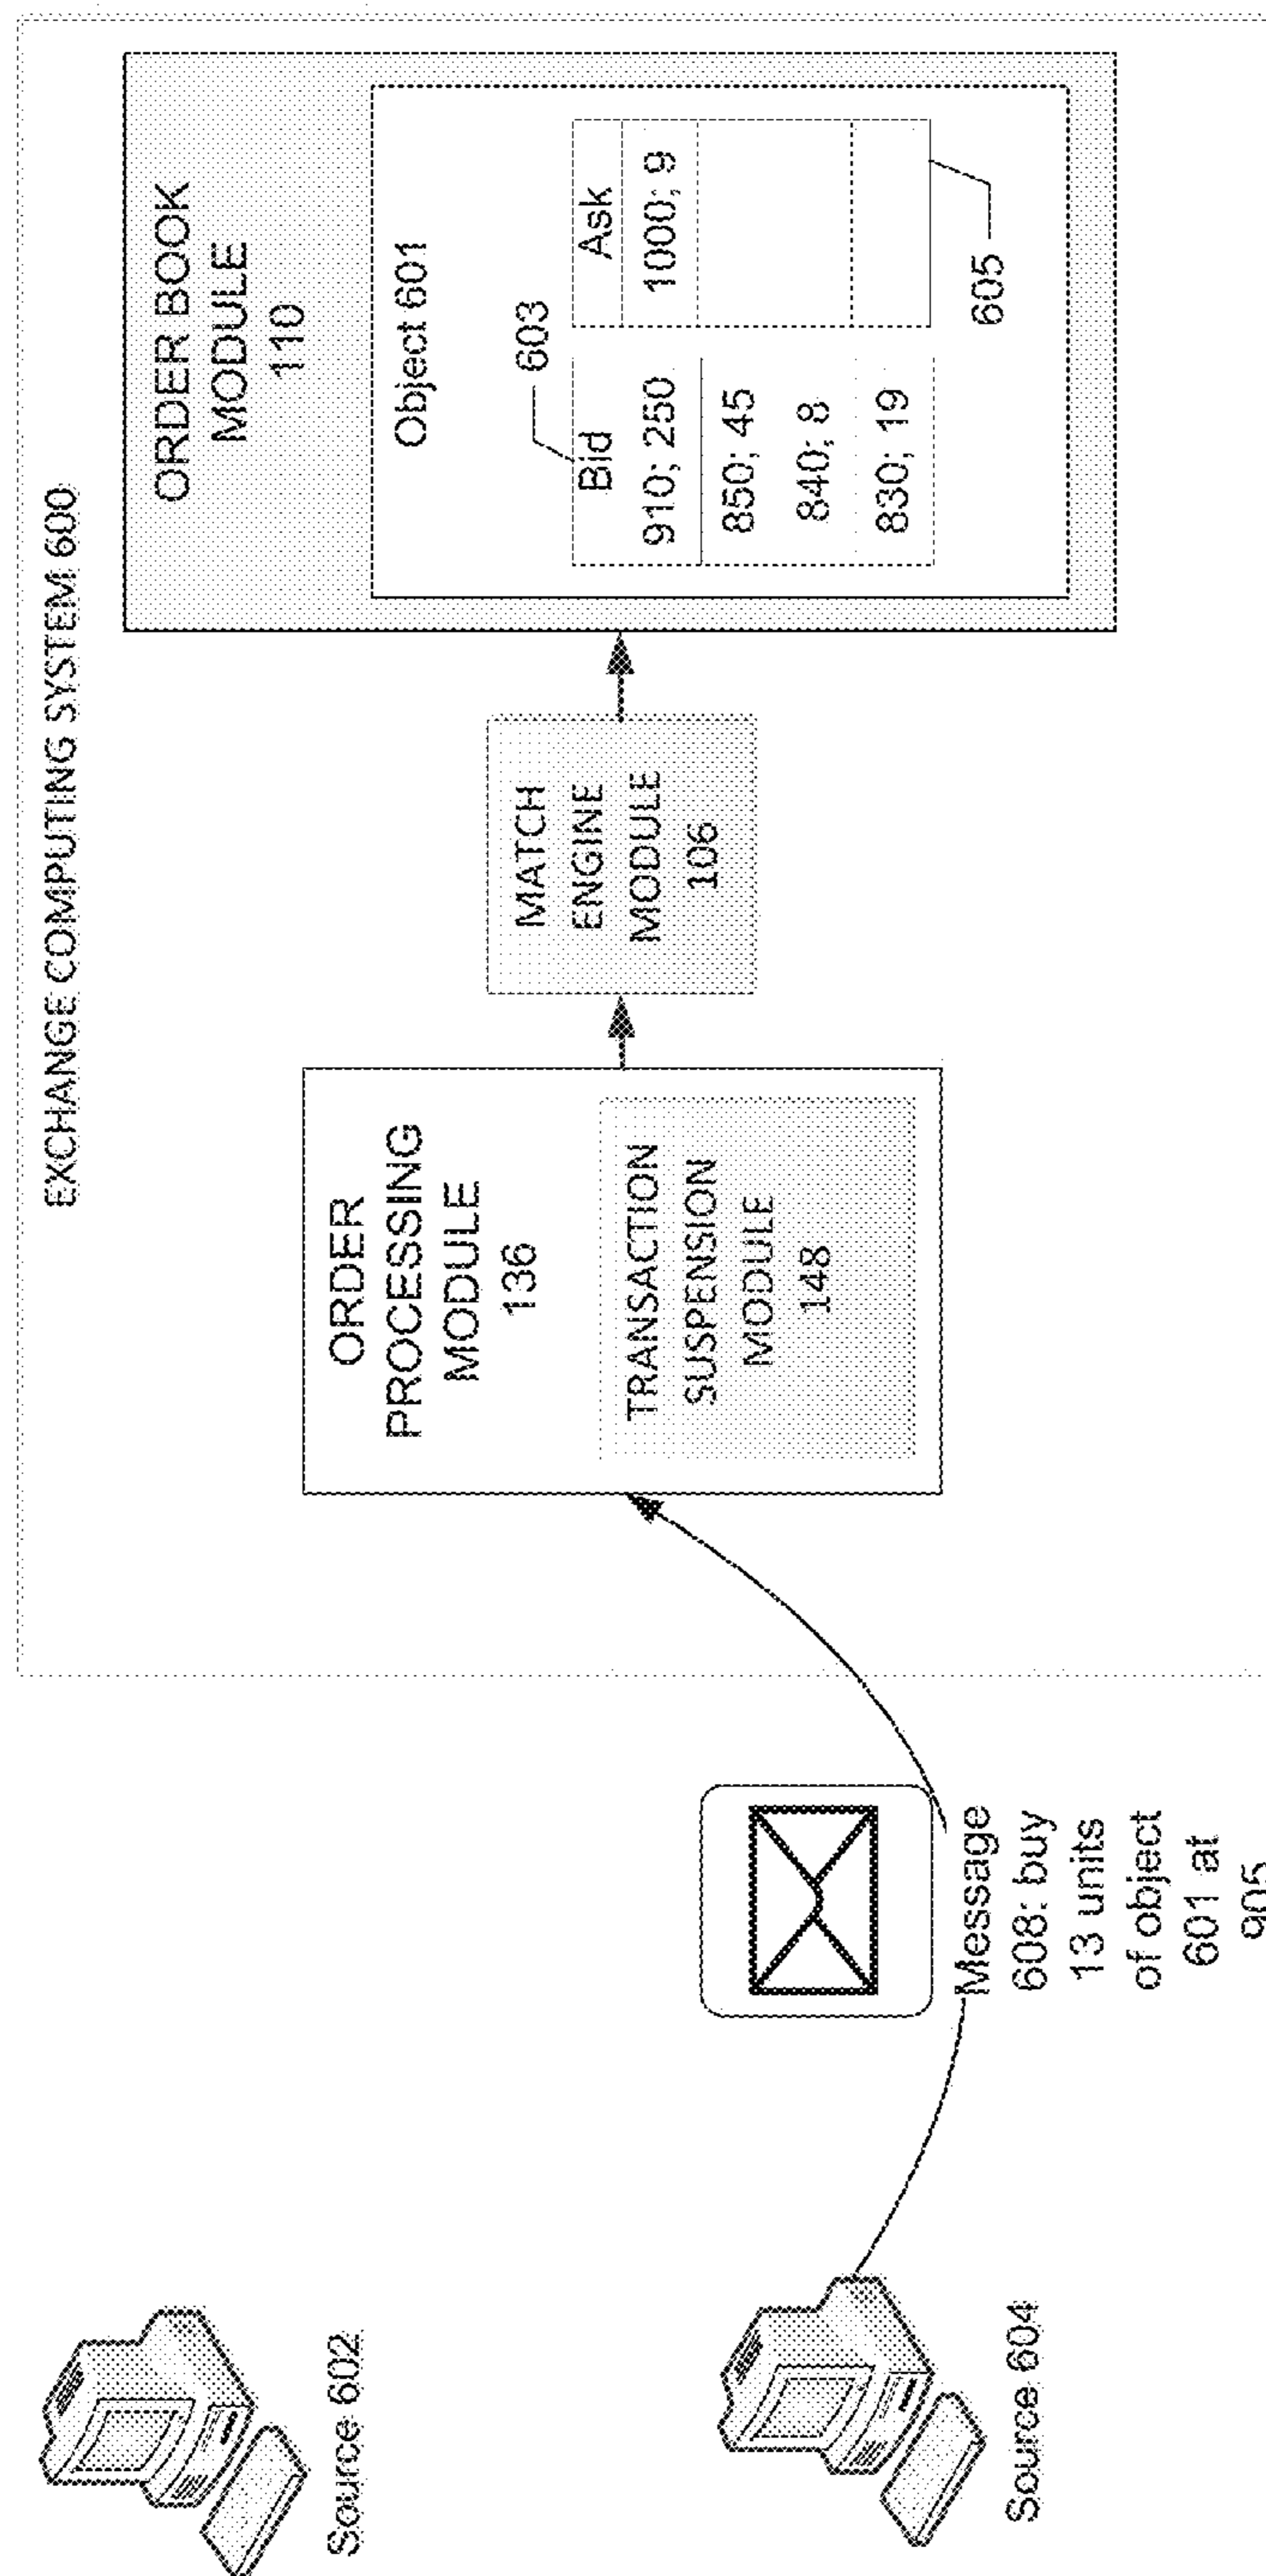 EXCHANGE COMPUTING SYSTEM 600
Source 602
Source 604
Message
608: buy
13 units
of object
601 at
905
ORDER
PROCESSING
MODULE
136
TRANSACTION
SUSPENSION
MODULE
148
MATCH
ENGINE
MODULE
106
ORDER BOOK
MODULE
110
Object 601
603
Bid
Ask
910; 250
1000; 9
850; 45
840; 8
830; 19
605